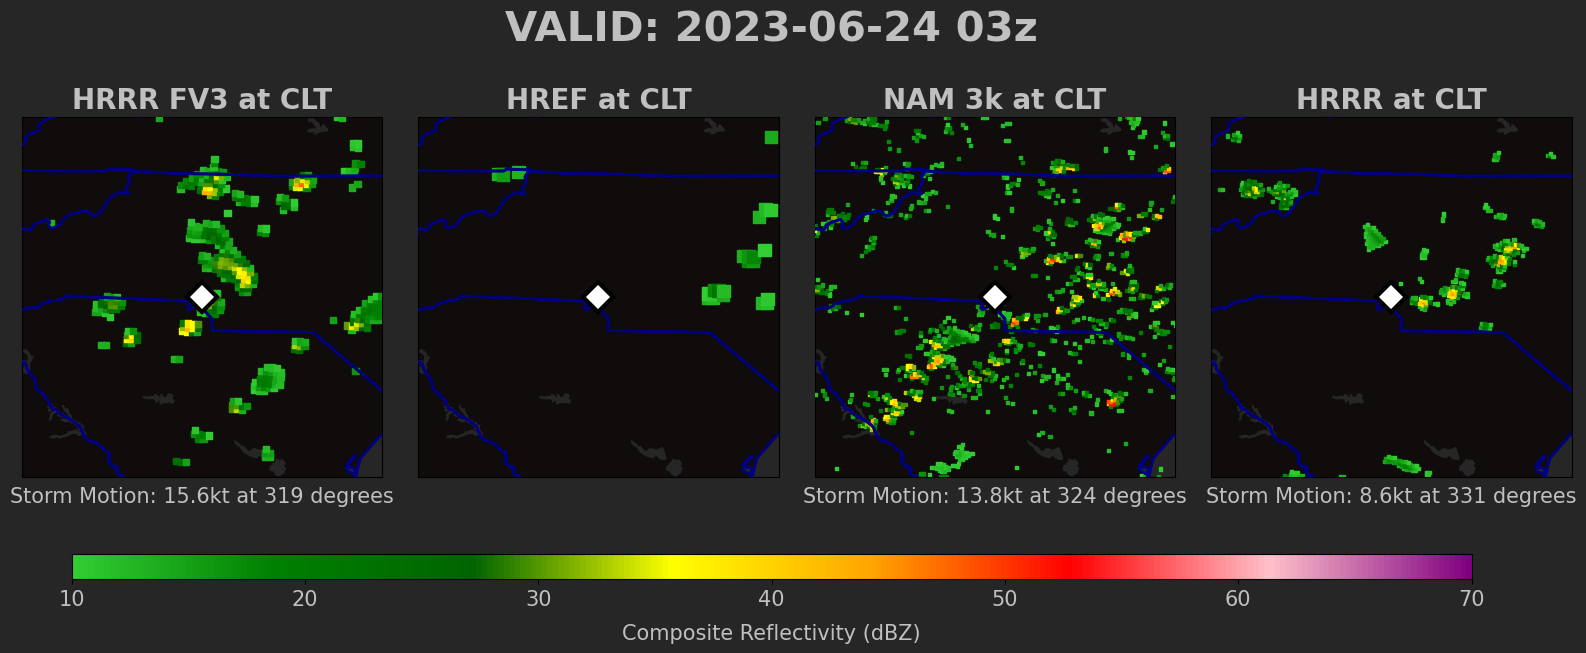 VALID: 2023-06-24 03z
HRRR FV3 at CLT
HREF at CLT
NAM 3k at CLT
HRRR at CLT
Storm Motion: 15.6kt at 319 degrees
Storm Motion: 13.8kt at 324 degrees
Storm Motion: 8.6kt at 331 degrees
10 20 30 40 50 60 70
Composite Reflectivity (dBZ)